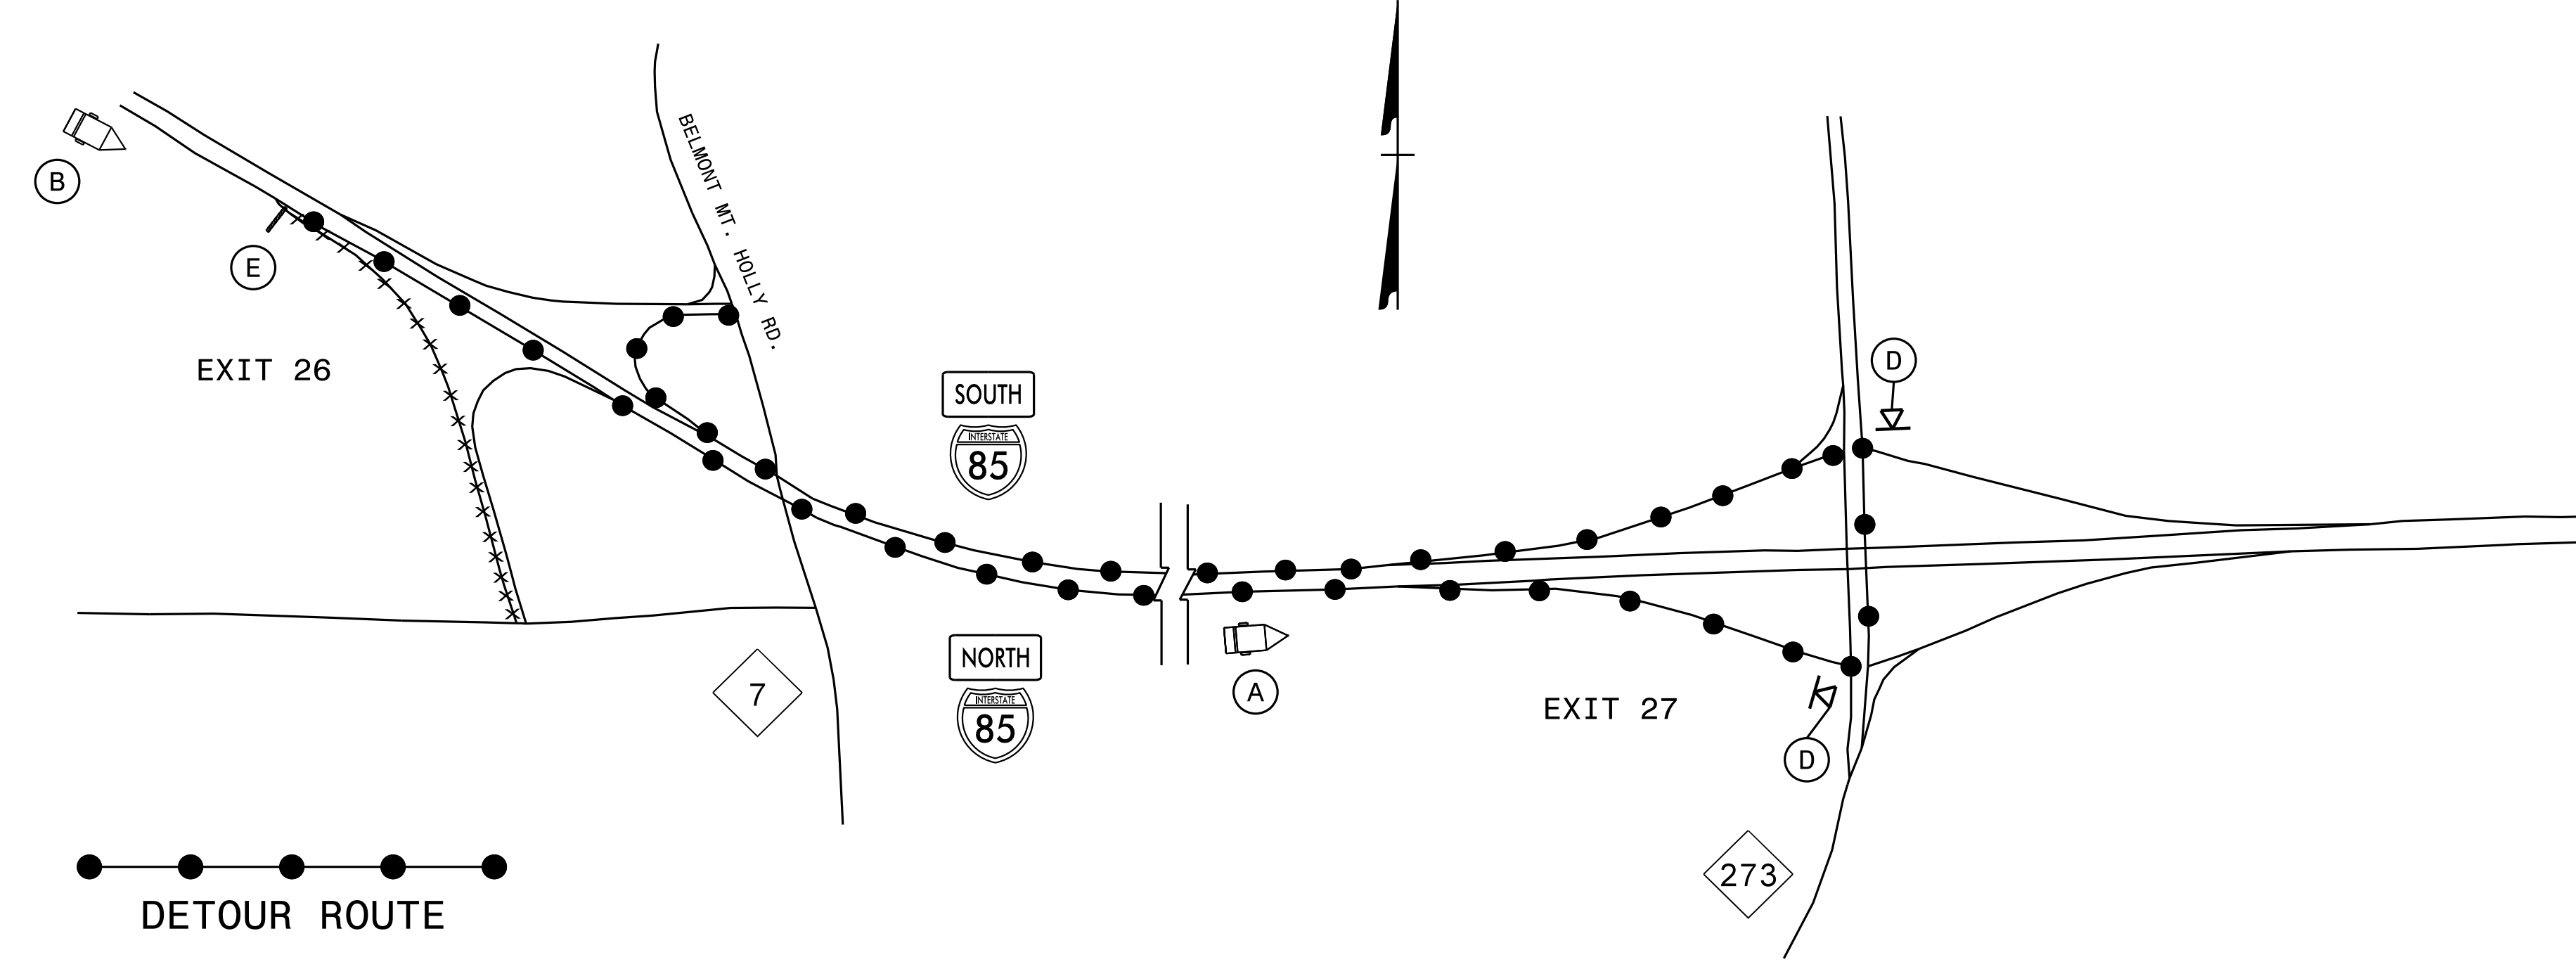 B
BELMONT MT. HOLLY RD.
E
EXIT 26
D
SOUTH
INTERSTATE
85
NORTH
INTERSTATE
85
7
A
EXIT 27
D
273
DETOUR ROUTE